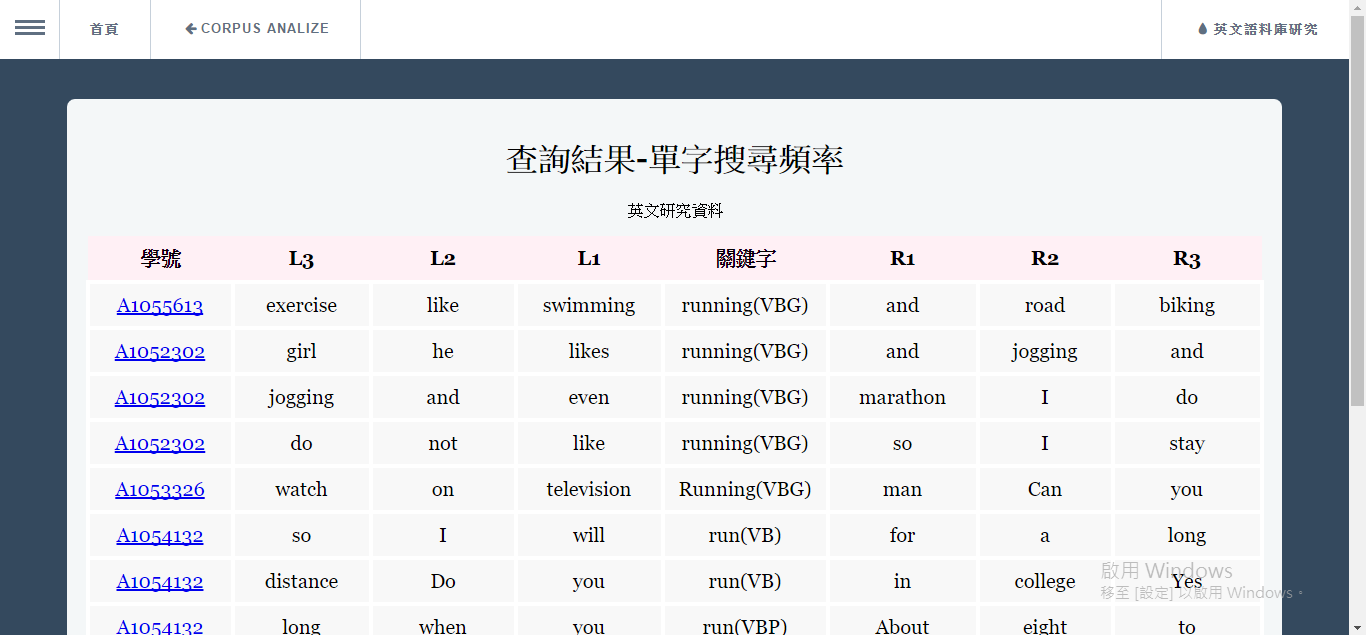 首頁 CORPUS ANALIZE 英文語料庫研究
查詢結果-單字搜尋頻率
英文研究資料
學號 L3 L2 L1 關鍵字 R1 R2 R3
A1055613 exercise like swimming running(VBG) and road biking
A1052302 girl he likes running(VBG) and jogging and
A1052302 jogging and even running(VBG) marathon I do
A1052302 do not like running(VBG) so I stay
A1053326 watch on television Running(VBG) man Can you
A1054132 so I will run(VB) for a long
A1054132 distance Do you run(VB) in college Yes
A1054132 long when you run(VBP) About eight to
啟用 Windows
移至 [設定] 以啟用 Windows。